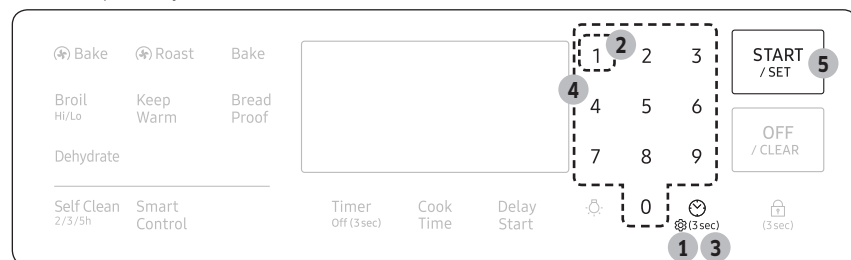 Bake Roast Bake
Broil Hi/Lo
Keep Warm
Bread Proof
Dehydrate
Self Clean 2/3/5h
Smart Control
Timer Off (3 sec)
Cook Time
Delay Start
1 2 2 3
4
4 5 6
7 8 9
0
(3 sec)
1 3
START / SET 5
OFF / CLEAR
(3 sec)